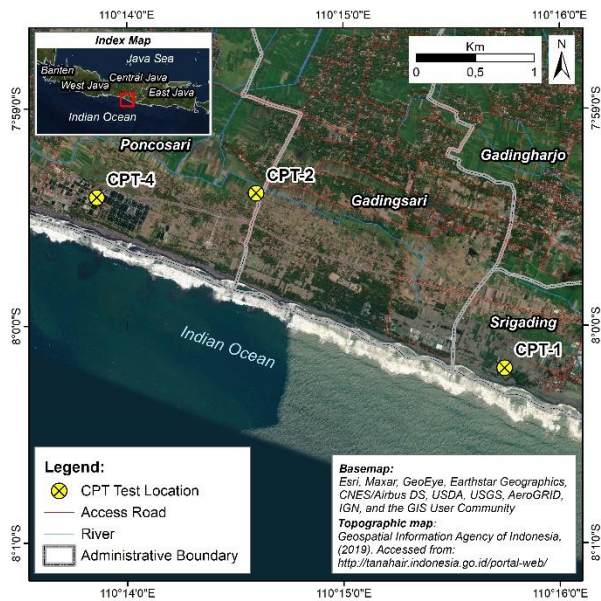 110°14'0"E
110°15'0"E
110°16'0"E
Index Map
Java Sea
Banten
Central Java
West Java
East Java
Indian Ocean
Km
0 0,5 1
N
7°59'0"S
7°59'0"S
Poncosari
Gadingharjo
CPT-4
CPT-2
Gadingsari
8°0'0"S
8°0'0"S
Srigading
Indian Ocean
CPT-1
Legend:
CPT Test Location
Access Road
River
Administrative Boundary
Basemap:
Esri, Maxar, GeoEye, Earthstar Geographics,
CNES/Airbus DS, USDA, USGS, AeroGRID,
IGN, and the GIS User Community
Topographic map:
Geospatial Information Agency of Indonesia,
(2019). Accessed from:
http://tanahair.indonesia.go.id/portal-web/
8°1'0"S
8°1'0"S
110°14'0"E
110°15'0"E
110°16'0"E